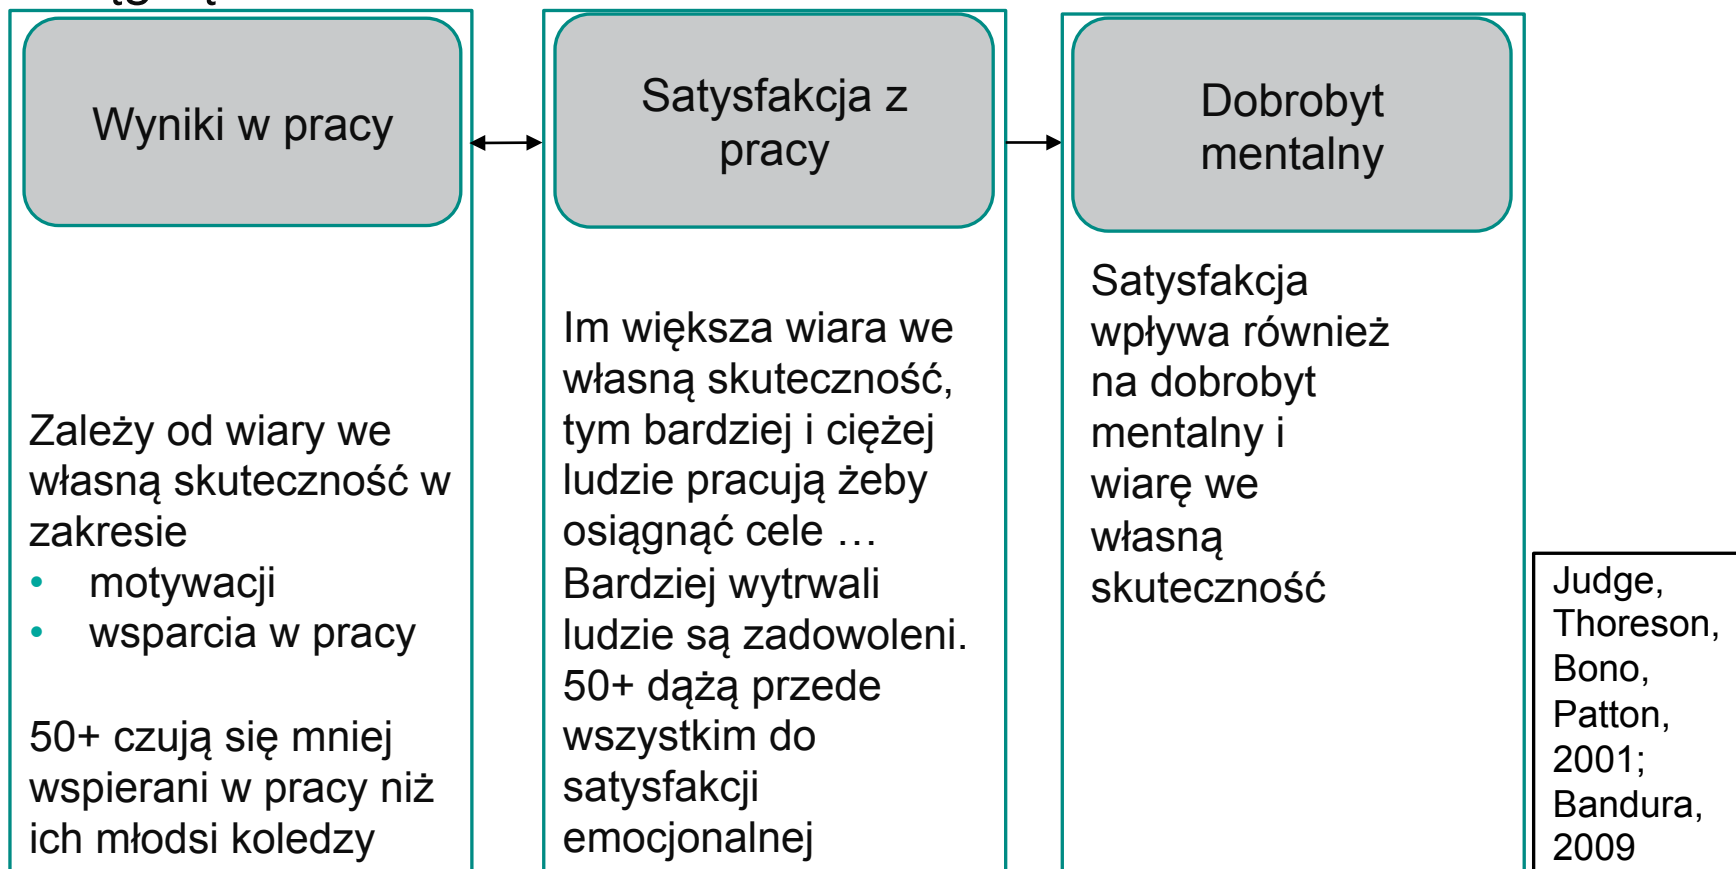 Wyniki w pracy
Zależy od wiary we
własną skuteczność w
zakresie
• motywacji
• wsparcia w pracy
50+ czują się mniej
wspierani w pracy niż
ich młodsi koledzy
Satysfakcja z
pracy
Im większa wiara we
własną skuteczność,
tym bardziej i ciężej
ludzie pracują żeby
osiągnąć cele …
Bardziej wytrwali
ludzie są zadowoleni.
50+ dążą przede
wszystkim do
satysfakcji
emocjonalnej
Dobrobyt
mentalny
Satysfakcja
wpływa również
na dobrobyt
mentalny i
wiarę we
własną
skuteczność
Judge,
Thoreson,
Bono,
Patton,
2001;
Bandura,
2009